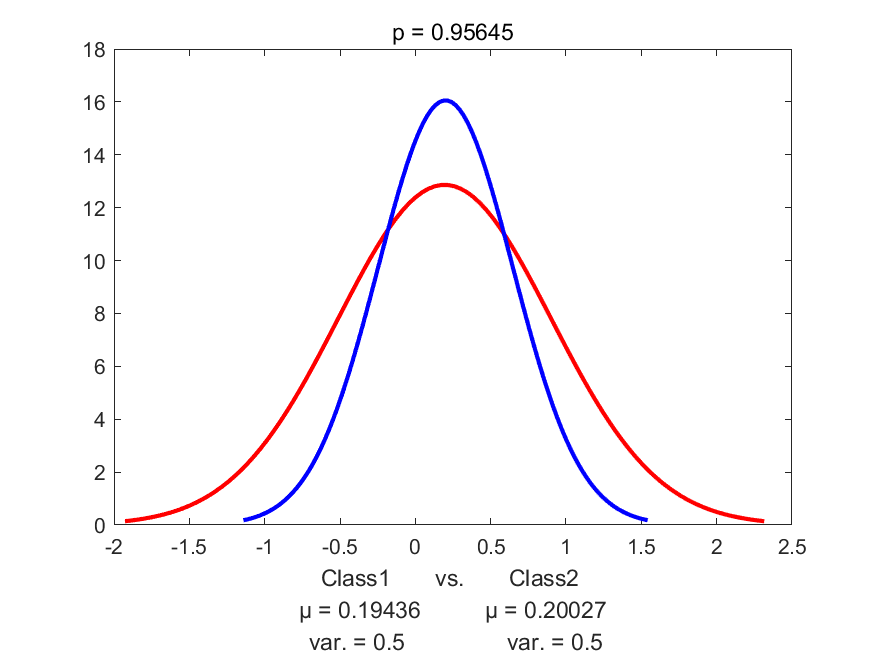 p = 0.95645
18
16
14
12
10
8
6
4
2
0
-2 -1.5 -1 -0.5 0 0.5 1 1.5 2 2.5
Class1 vs. Class2
μ = 0.19436 μ = 0.20027
var. = 0.5 var. = 0.5